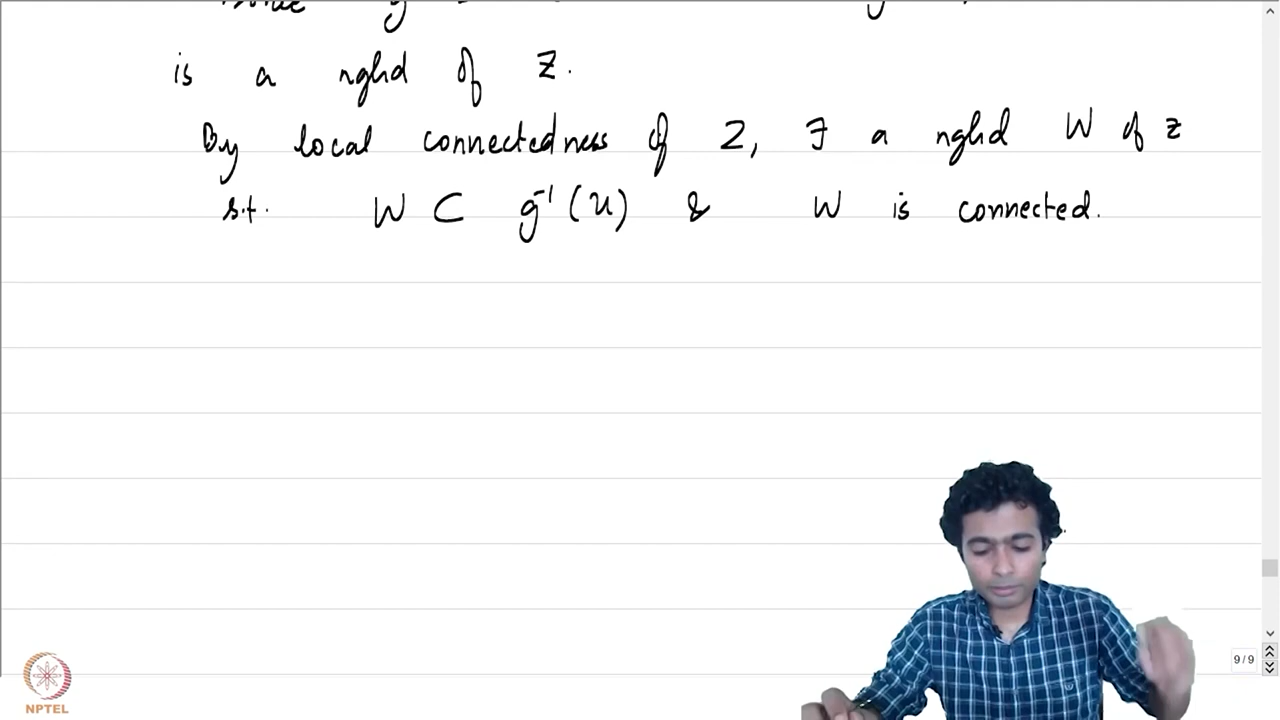 is a nghd of Z.
By local connectedness of Z, ∃ a nghd W of z
s.t. W ⊂ g⁻¹(U) & W is connected.
9 / 9
NPTEL